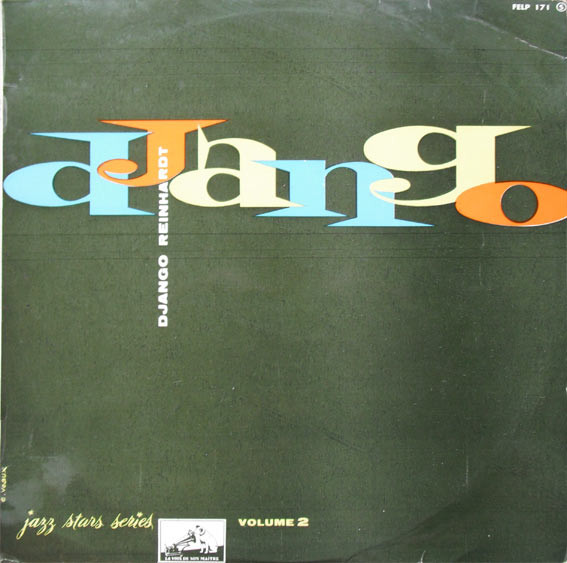 FELP 171 S
django
DJANGO REINHARDT
jazz stars series
LA VOIX DE SON MAITRE
VOLUME 2